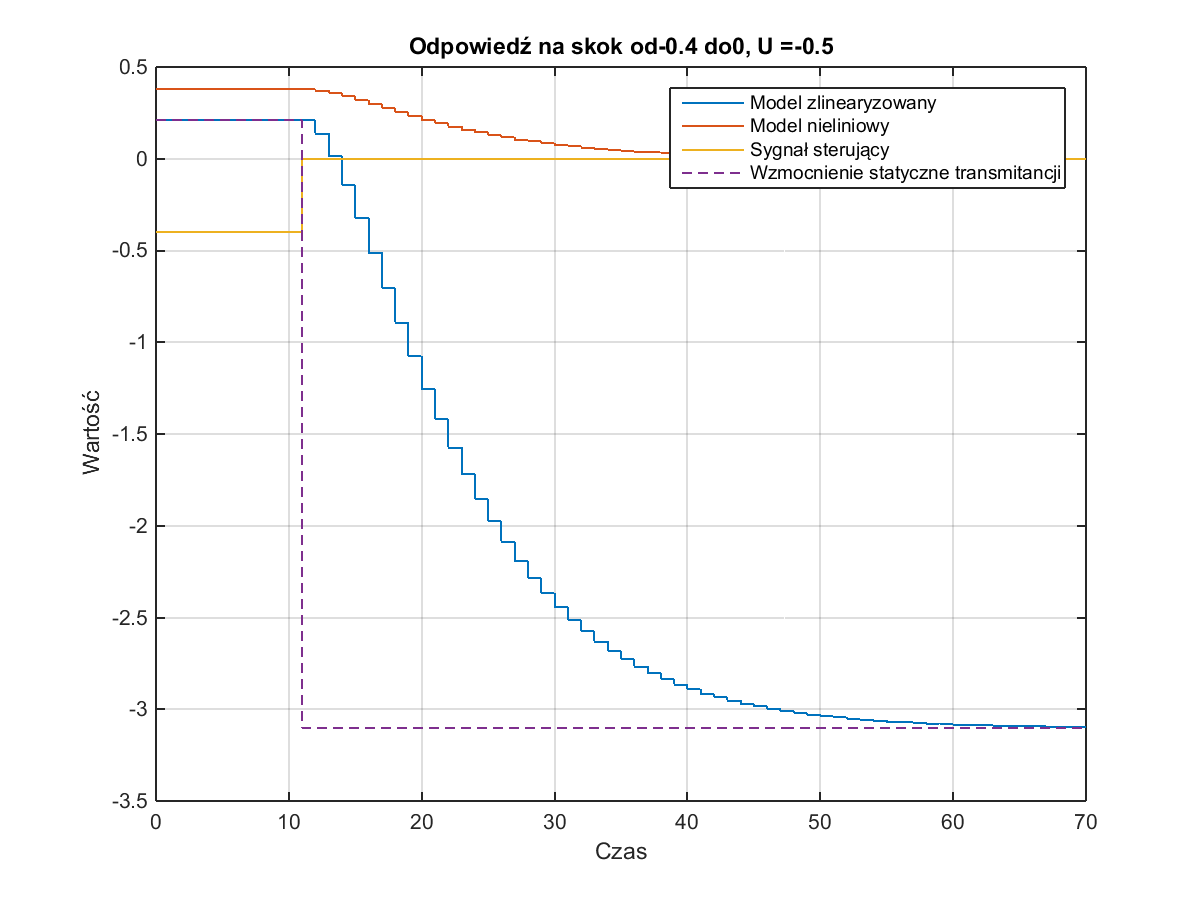 Odpowiedź na skok od-0.4 do0, U =-0.5
Model zlinearyzowany
Model nieliniowy
Sygnał sterujący
Wzmocnienie statyczne transmitancji
Wartość
0.5
0
-0.5
-1
-1.5
-2
-2.5
-3
-3.5
0 10 20 30 40 50 60 70
Czas